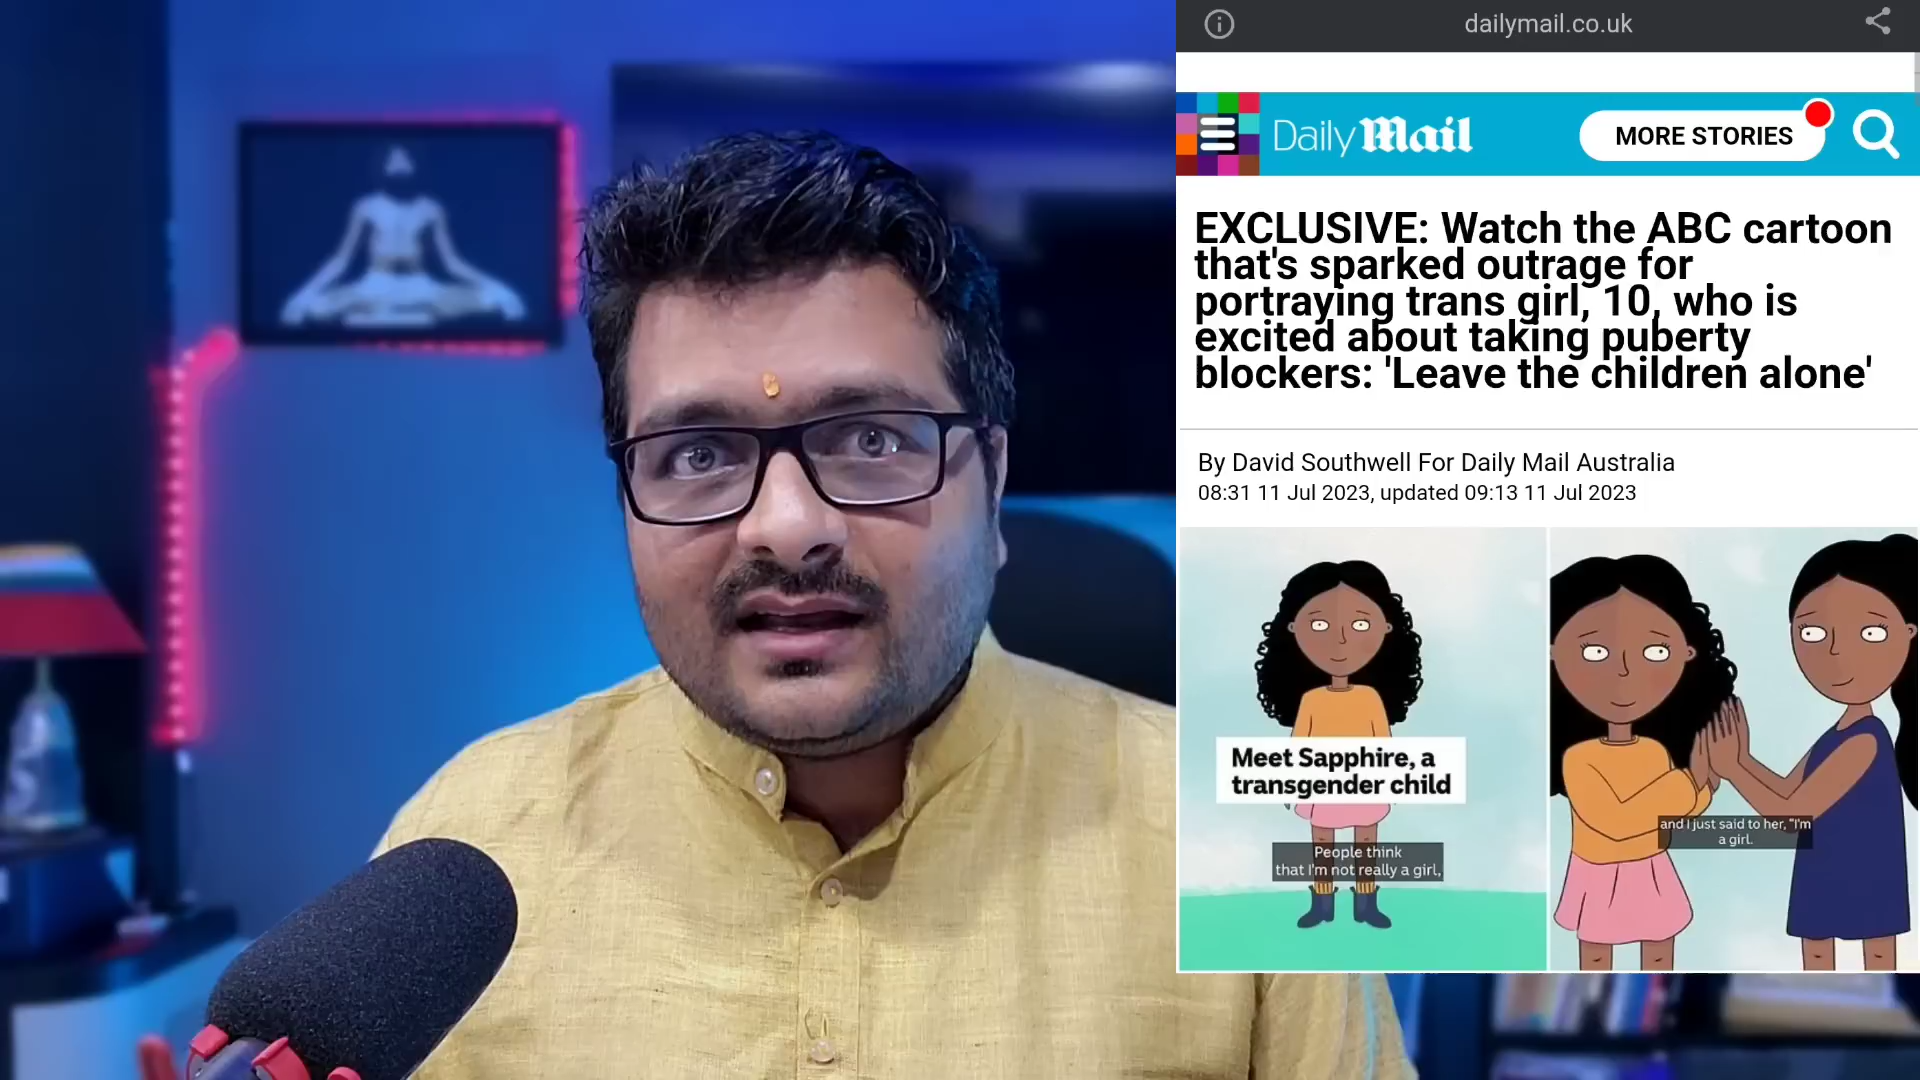 dailymail.co.uk
Daily Mail
MORE STORIES
EXCLUSIVE: Watch the ABC cartoon
that's sparked outrage for
portraying trans girl, 10, who is
excited about taking puberty
blockers: 'Leave the children alone'
By David Southwell For Daily Mail Australia
08:31 11 Jul 2023, updated 09:13 11 Jul 2023
Meet Sapphire, a
transgender child
People think
that I'm not really a girl,
and I just said to her, "I'm
a girl.